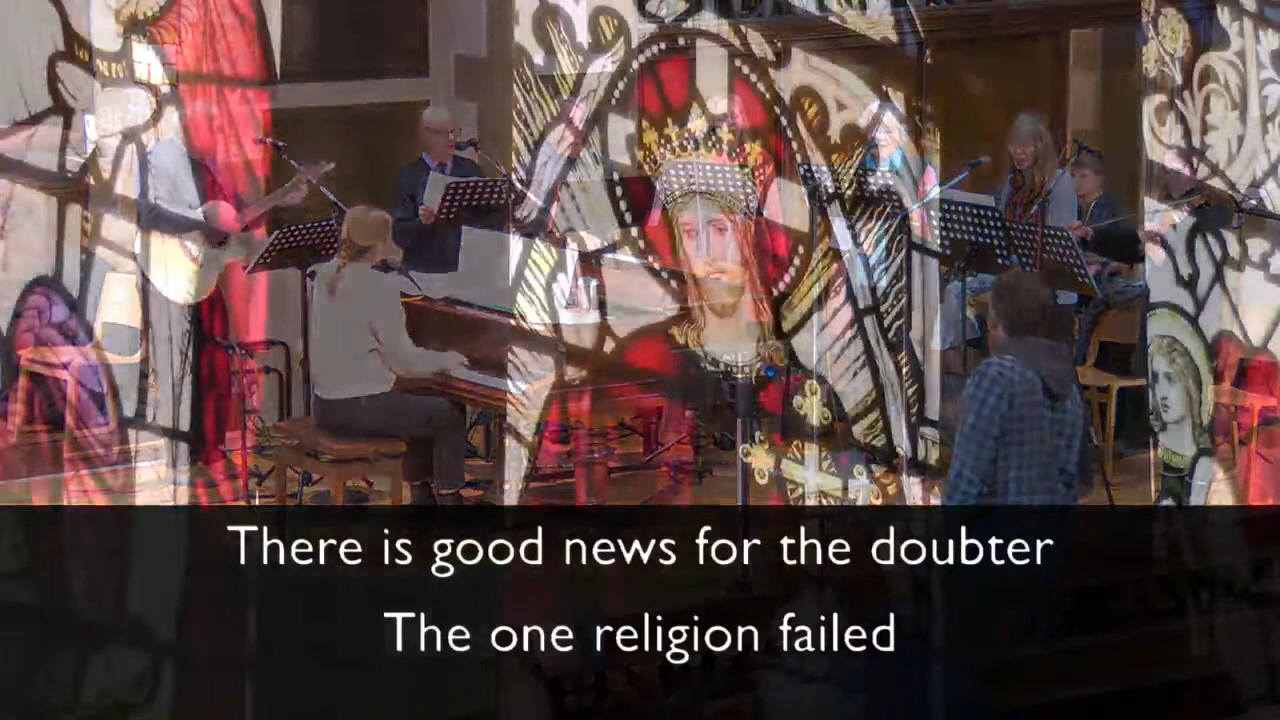 There is good news for the doubter
The one religion failed